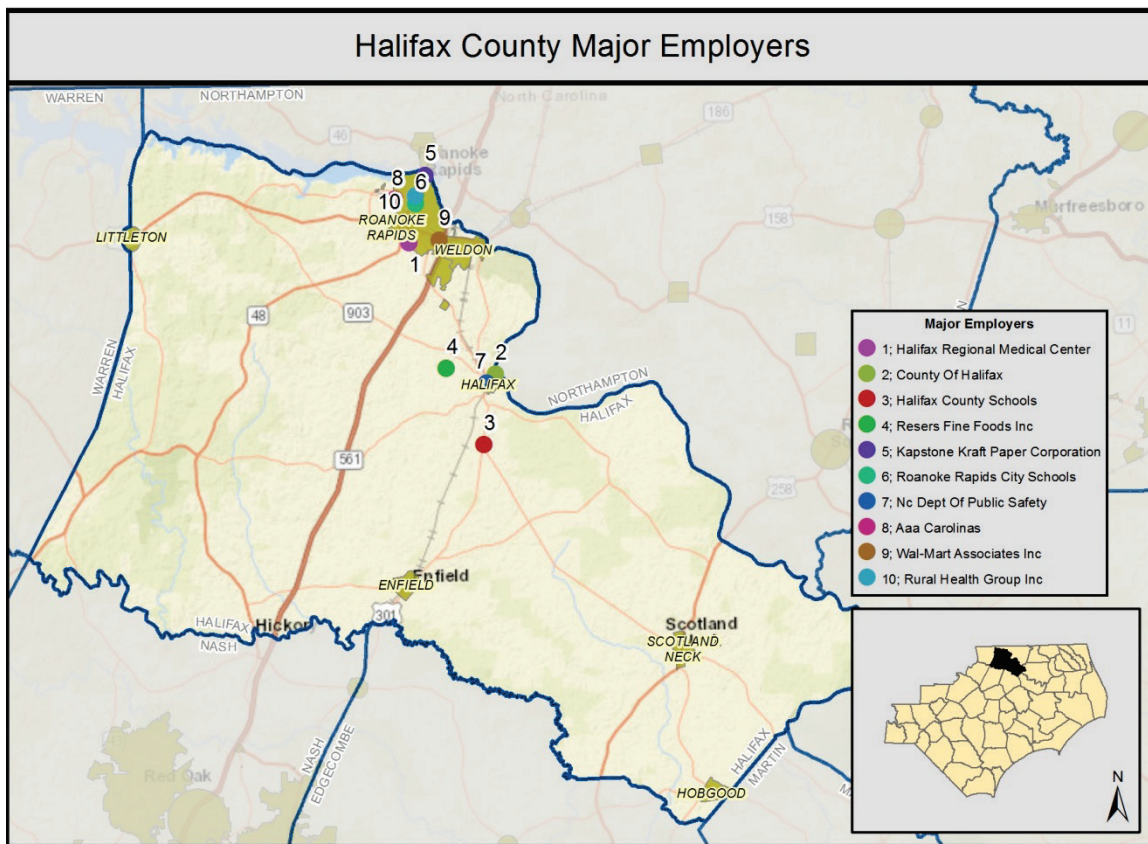 Halifax County Major Employers
WARREN
NORTHAMPTON
North Carolina
46
186
5
Roanoke
Rapids
8
6
10
ROANOKE
RAPIDS
9
158
Murfreesboro
LITTLETON
WELDON
1
48
903
4
7
2
HALIFAX
11
WARREN
HALIFAX
NORTHAMPTON
HALIFAX
3
561
258
Major Employers
1; Halifax Regional Medical Center
2; County Of Halifax
3; Halifax County Schools
4; Resers Fine Foods Inc
5; Kapstone Kraft Paper Corporation
6; Roanoke Rapids City Schools
7; Nc Dept Of Public Safety
8; Aaa Carolinas
9; Wal-Mart Associates Inc
10; Rural Health Group Inc
Enfield
ENFIELD
301
HALIFAX
NASH
Hickory
Scotland
SCOTLAND
NECK
NASH
EDGECOMBE
Red Oak
HALIFAX
MARTIN
HOBGOOD
N